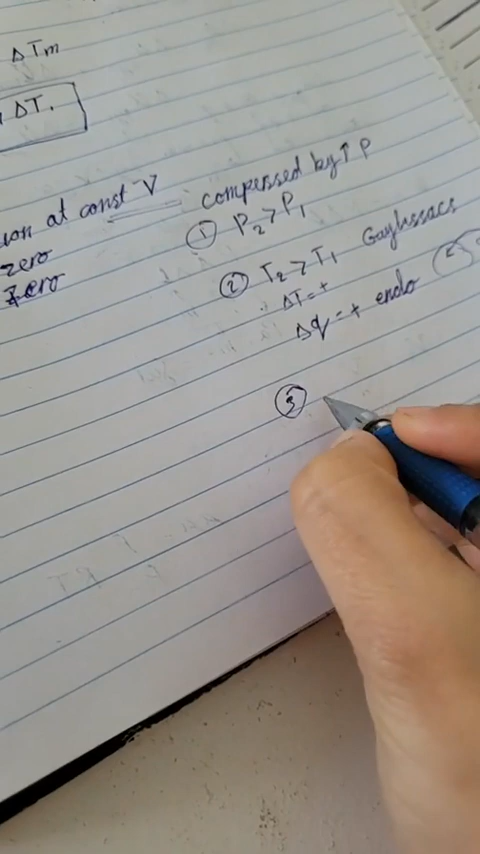 ΔTm
ΔT.
ion at const V
zero
zero
compressed by ↑ P
① P₂ > P₁
② T₂ > T₁ Gaylussacs
ΔT = +
Δq = + endo
③